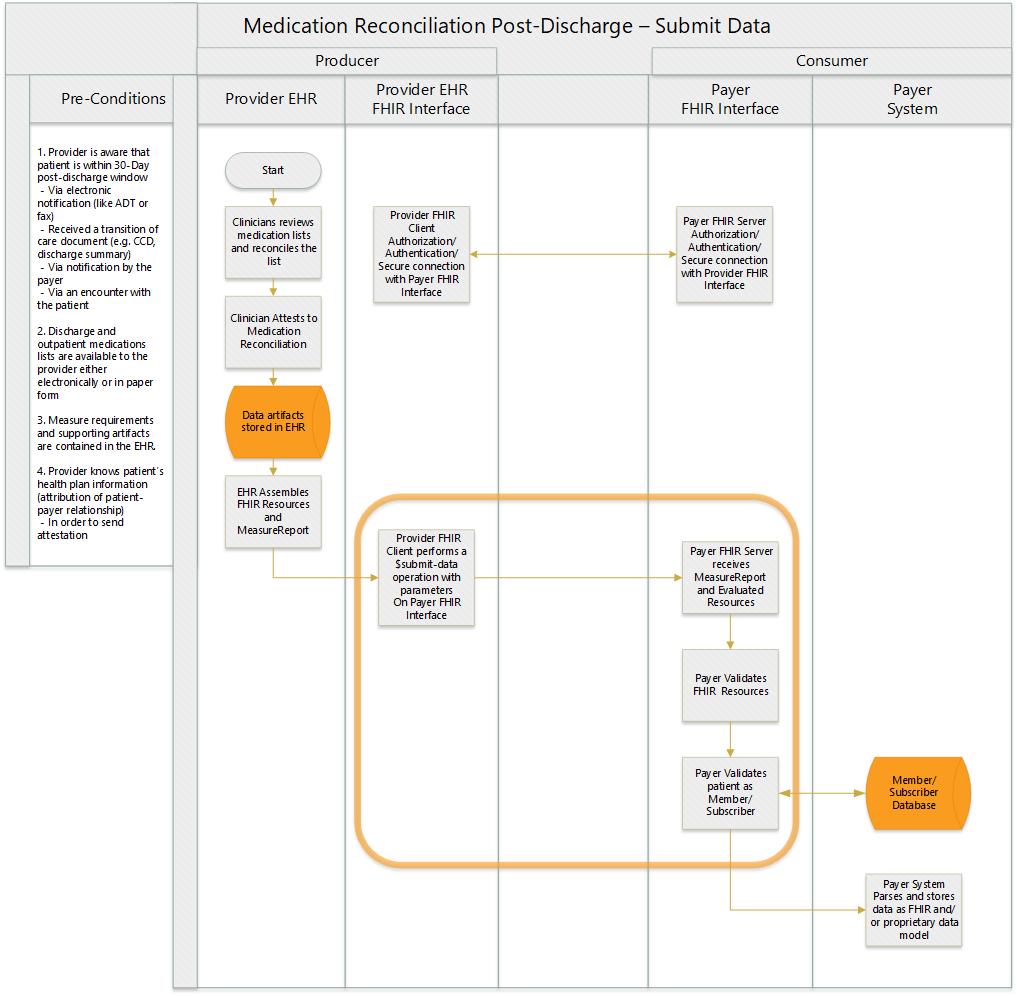 Medication Reconciliation Post-Discharge – Submit Data
Producer
Consumer
Pre-Conditions
Provider EHR
Provider EHR
FHIR Interface
Payer
FHIR Interface
Payer
System
1. Provider is aware that
patient is within 30-Day
post-discharge window
- Via electronic
notification (like ADT or
fax)
- Received a transition of
care document (e.g. CCD,
discharge summary)
- Via notification by the
payer
- Via an encounter with
the patient
2. Discharge and
outpatient medications
lists are available to the
provider either
electronically or in paper
form
3. Measure requirements
and supporting artifacts
are contained in the EHR.
4. Provider knows patient's
health plan information
(attribution of patient-
payer relationship)
- In order to send
attestation
Start
Clinicians reviews
medication lists
and reconciles the
list
Clinician Attests to
Medication
Reconciliation
Data artifacts
stored in EHR
EHR Assembles
FHIR Resources
and
MeasureReport
Provider FHIR
Client
Authorization/
Authentication/
Secure connection
with Payer FHIR
Interface
Payer FHIR Server
Authorization/
Authentication/
Secure connection
with Provider FHIR
Interface
Provider FHIR
Client performs a
$submit-data
operation with
parameters
On Payer FHIR
Interface
Payer FHIR Server
receives
MeasureReport
and Evaluated
Resources
Payer Validates
FHIR Resources
Payer Validates
patient as
Member/
Subscriber
Member/
Subscriber
Database
Payer System
Parses and stores
data as FHIR and/
or proprietary data
model